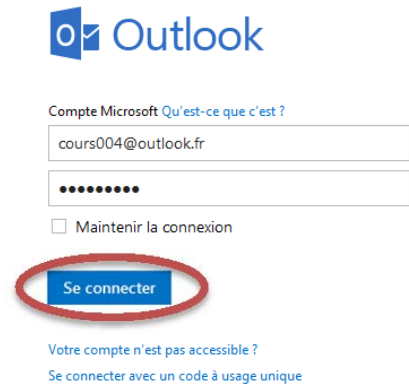 Outlook
Compte Microsoft Qu'est-ce que c'est ?
cours004@outlook.fr
•••••••••
Maintenir la connexion
Se connecter
Votre compte n'est pas accessible ?
Se connecter avec un code à usage unique